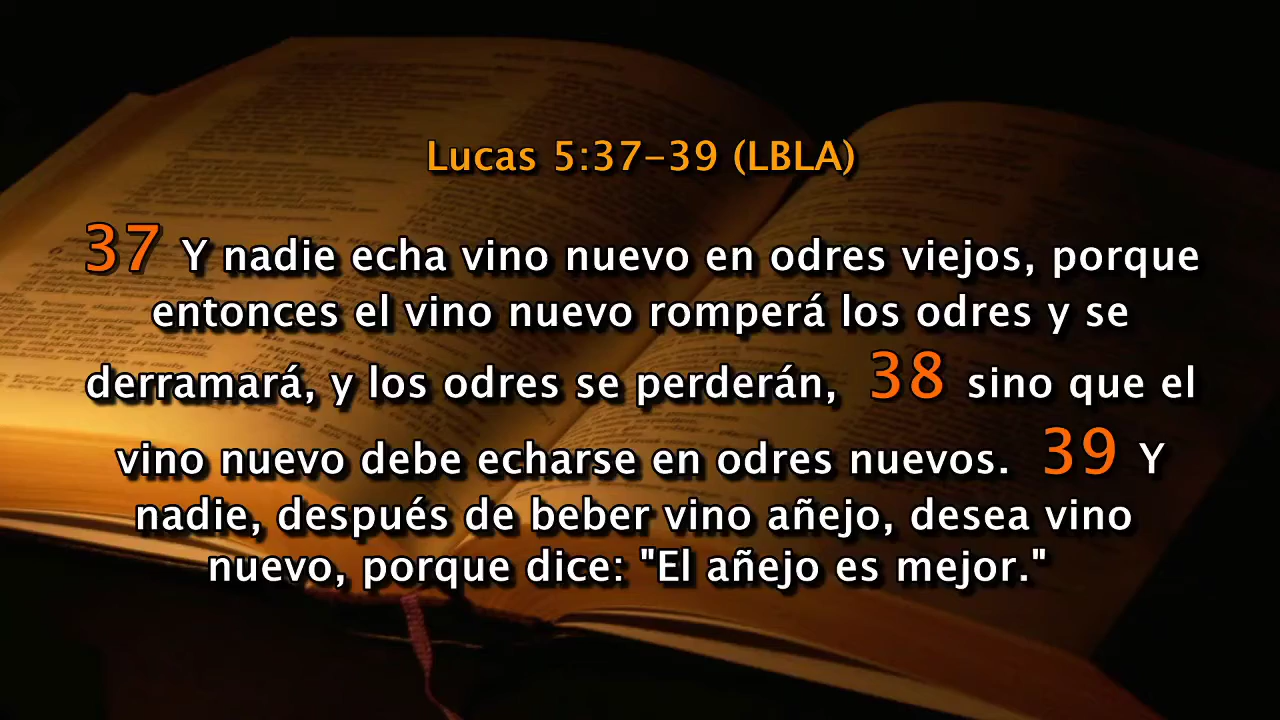 Lucas 5:37-39 (LBLA)
37 Y nadie echa vino nuevo en odres viejos, porque
entonces el vino nuevo romperá los odres y se
derramará, y los odres se perderán, 38 sino que el
vino nuevo debe echarse en odres nuevos. 39 Y
nadie, después de beber vino añejo, desea vino
nuevo, porque dice: "El añejo es mejor."